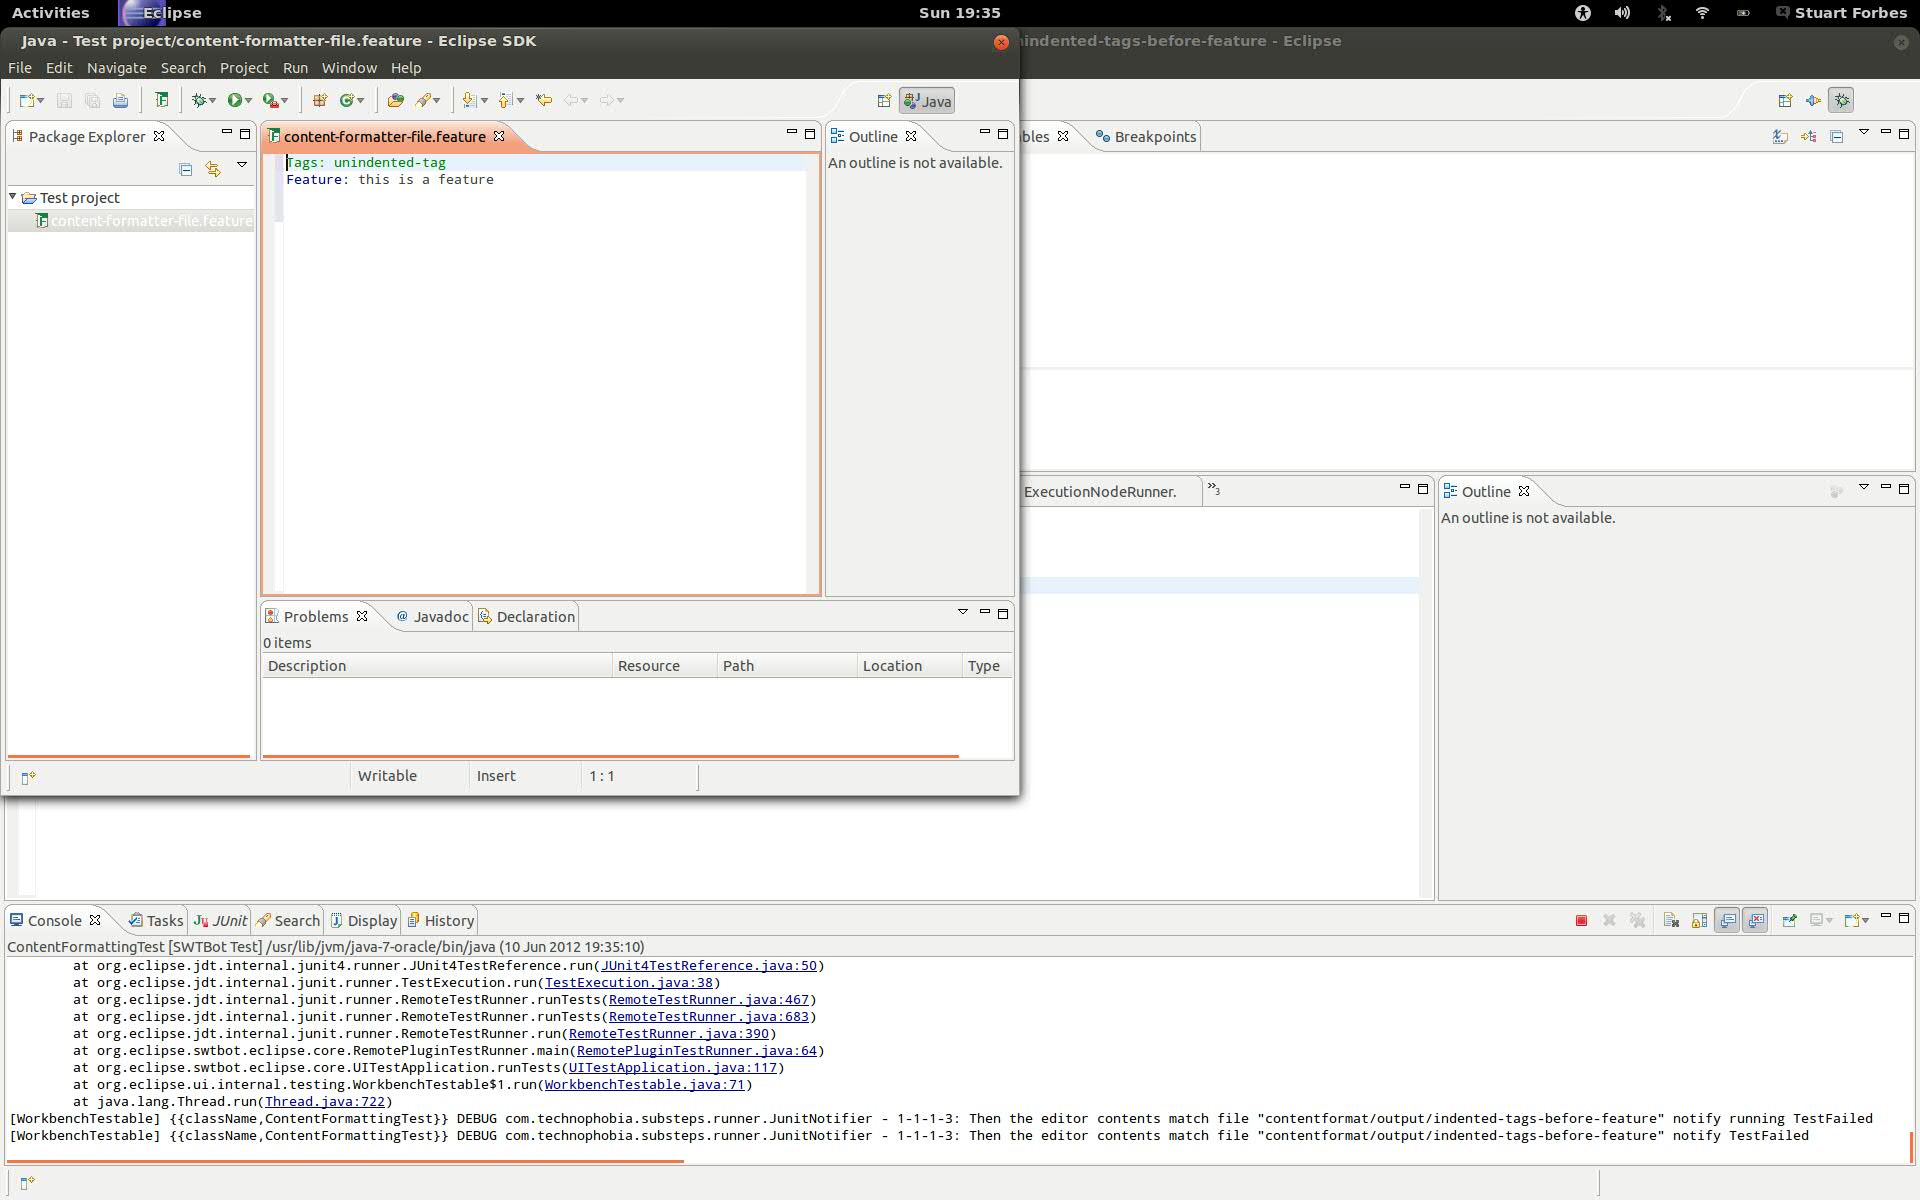 Activities
Eclipse
Sun 19:35
Stuart Forbes
Java - Test project/content-formatter-file.feature - Eclipse SDK
indented-tags-before-feature - Eclipse
File Edit Navigate Search Project Run Window Help
Java
Package Explorer
content-formatter-file.feature
Outline
bles
Breakpoints
Tags: unindented-tag
Feature: this is a feature
An outline is not available.
Test project
content-formatter-file.feature
ExecutionNodeRunner.
»3
Outline
An outline is not available.
Problems
@ Javadoc
Declaration
0 items
Description Resource Path Location Type
Writable Insert 1 : 1
Console
Tasks
JUnit
Search
Display
History
ContentFormattingTest [SWTBot Test] /usr/lib/jvm/java-7-oracle/bin/java (10 Jun 2012 19:35:10)
at org.eclipse.jdt.internal.junit4.runner.JUnit4TestReference.run(JUnit4TestReference.java:50)
at org.eclipse.jdt.internal.junit.runner.TestExecution.run(TestExecution.java:38)
at org.eclipse.jdt.internal.junit.runner.RemoteTestRunner.runTests(RemoteTestRunner.java:467)
at org.eclipse.jdt.internal.junit.runner.RemoteTestRunner.runTests(RemoteTestRunner.java:683)
at org.eclipse.jdt.internal.junit.runner.RemoteTestRunner.run(RemoteTestRunner.java:390)
at org.eclipse.swtbot.eclipse.core.RemotePluginTestRunner.main(RemotePluginTestRunner.java:64)
at org.eclipse.swtbot.eclipse.core.UITestApplication.runTests(UITestApplication.java:117)
at org.eclipse.ui.internal.testing.WorkbenchTestable$1.run(WorkbenchTestable.java:71)
at java.lang.Thread.run(Thread.java:722)
[WorkbenchTestable] {{className,ContentFormattingTest}} DEBUG com.technophobia.substeps.runner.JunitNotifier - 1-1-1-3: Then the editor contents match file "contentformat/output/indented-tags-before-feature" notify running TestFailed
[WorkbenchTestable] {{className,ContentFormattingTest}} DEBUG com.technophobia.substeps.runner.JunitNotifier - 1-1-1-3: Then the editor contents match file "contentformat/output/indented-tags-before-feature" notify TestFailed